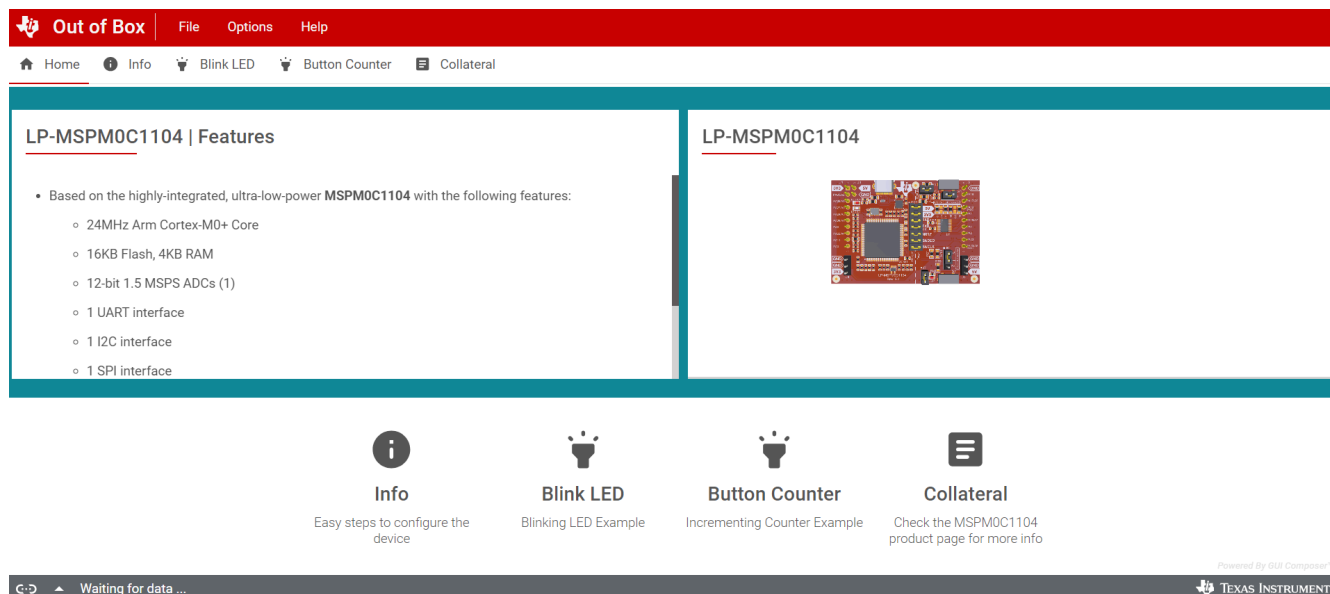 Out of Box
File
Options
Help
Home
Info
Blink LED
Button Counter
Collateral
LP-MSPM0C1104 | Features
Based on the highly-integrated, ultra-low-power MSPM0C1104 with the following features:
24MHz Arm Cortex-M0+ Core
16KB Flash, 4KB RAM
12-bit 1.5 MSPS ADCs (1)
1 UART interface
1 I2C interface
1 SPI interface
LP-MSPM0C1104
Info
Easy steps to configure the
device
Blink LED
Blinking LED Example
Button Counter
Incrementing Counter Example
Collateral
Check the MSPM0C1104
product page for more info
Powered By GUI Composer
Waiting for data ...
TEXAS INSTRUMENT